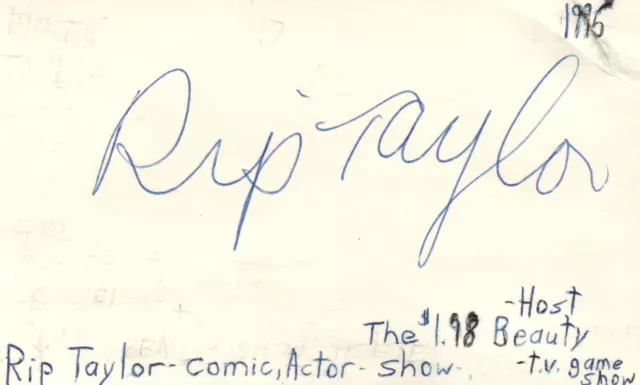 1995
Rip Taylor
-Host
The $1.98 Beauty
Rip Taylor - comic, Actor - show - -t.v. game
show